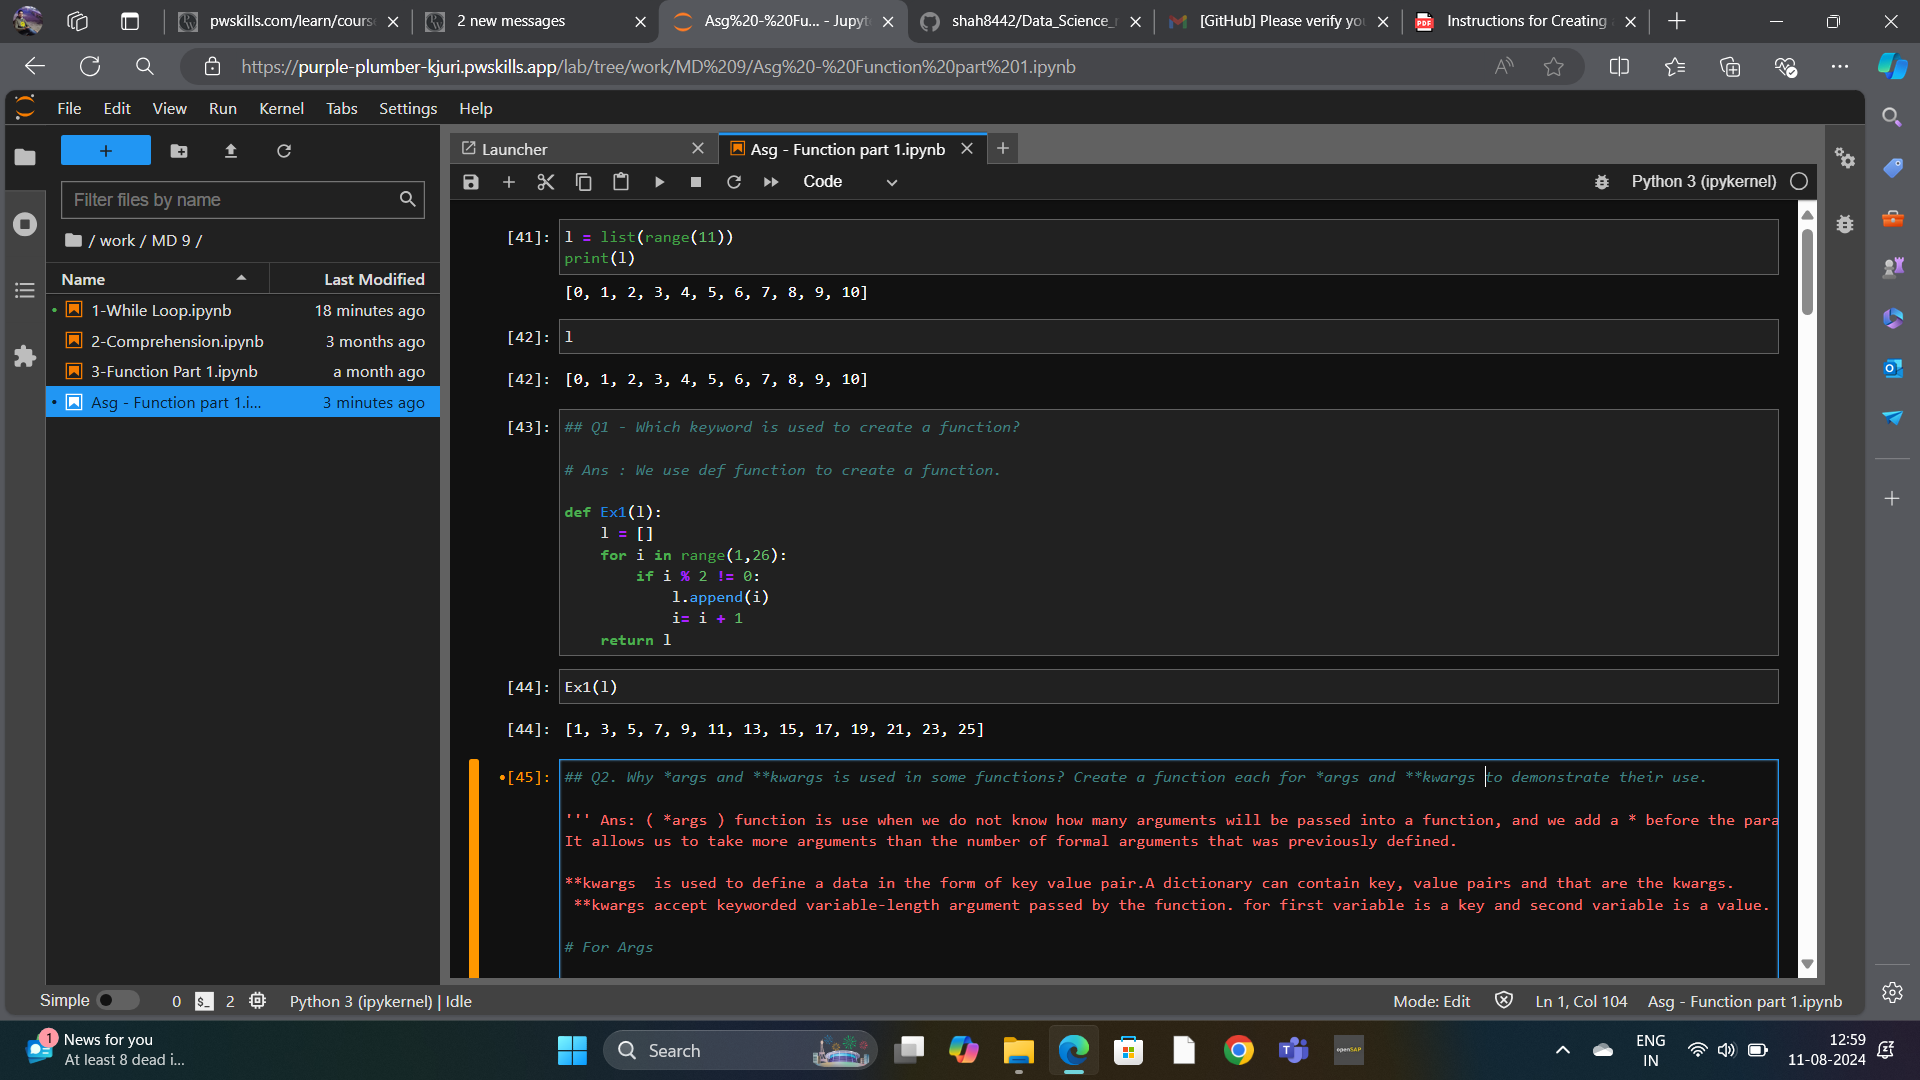 pwskills.com/learn/course
2 new messages
Asg%20-%20Fu... - Jupyte
shah8442/Data_Science_
[GitHub] Please verify yo
Instructions for Creating
https://purple-plumber-kjuri.pwskills.app/lab/tree/work/MD%209/Asg%20-%20Function%20part%201.ipynb
File Edit View Run Kernel Tabs Settings Help
Launcher
Asg - Function part 1.ipynb
Code
Python 3 (ipykernel)
Filter files by name
/ work / MD 9 /
Name Last Modified
1-While Loop.ipynb 18 minutes ago
2-Comprehension.ipynb 3 months ago
3-Function Part 1.ipynb a month ago
Asg - Function part 1.i... 3 minutes ago
[41]: l = list(range(11))
print(l)
[0, 1, 2, 3, 4, 5, 6, 7, 8, 9, 10]
[42]: l
[42]: [0, 1, 2, 3, 4, 5, 6, 7, 8, 9, 10]
[43]: ## Q1 - Which keyword is used to create a function?
# Ans : We use def function to create a function.
def Ex1(l):
l = []
for i in range(1,26):
if i % 2 != 0:
l.append(i)
i= i + 1
return l
[44]: Ex1(l)
[44]: [1, 3, 5, 7, 9, 11, 13, 15, 17, 19, 21, 23, 25]
•[45]: ## Q2. Why *args and **kwargs is used in some functions? Create a function each for *args and **kwargs to demonstrate their use.
''' Ans: ( *args ) function is use when we do not know how many arguments will be passed into a function, and we add a * before the para
It allows us to take more arguments than the number of formal arguments that was previously defined.
**kwargs  is used to define a data in the form of key value pair.A dictionary can contain key, value pairs and that are the kwargs.
**kwargs accept keyworded variable-length argument passed by the function. for first variable is a key and second variable is a value.
# For Args
Simple 0 2 Python 3 (ipykernel) | Idle
Mode: Edit Ln 1, Col 104 Asg - Function part 1.ipynb
1
News for you
At least 8 dead i...
Search
openSAP
ENG
IN
12:59
11-08-2024